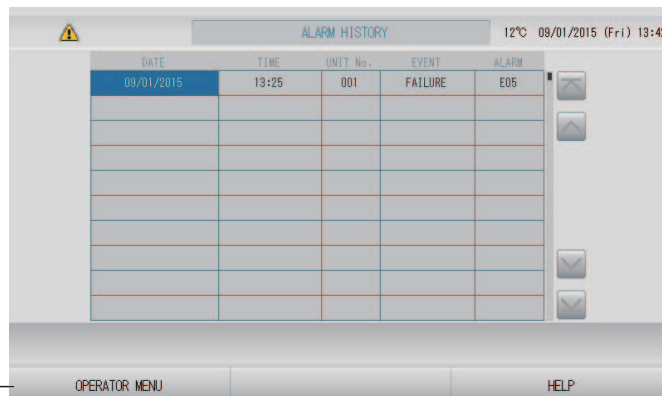 ALARM HISTORY 12℃ 09/01/2015 (Fri) 13:42
DATE TIME UNIT No. EVENT ALARM
09/01/2015 13:25 001 FAILURE E05
OPERATOR MENU HELP